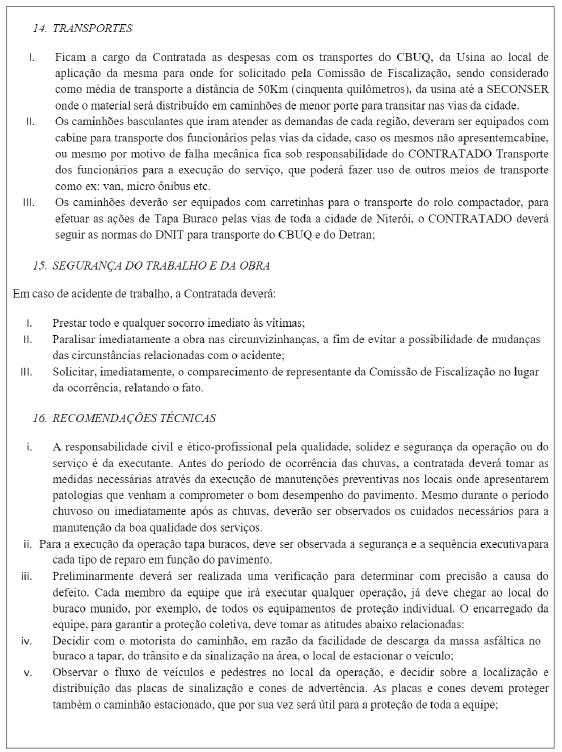 14. TRANSPORTES
I. Ficam a cargo da Contratada as despesas com os transportes do CBUQ, da Usina ao local de
aplicação da mesma para onde for solicitado pela Comissão de Fiscalização, sendo considerado
como média de transporte a distância de 50Km (cinquenta quilômetros), da usina até a SECONSER
onde o material será distribuído em caminhões de menor porte para transitar nas vias da cidade.
II. Os caminhões basculantes que iram atender as demandas de cada região, deveram ser equipados com
cabine para transporte dos funcionários pelas vias da cidade, caso os mesmos não apresentemcabine,
ou mesmo por motivo de falha mecânica fica sob responsabilidade do CONTRATADO Transporte
dos funcionários para a execução do serviço, que poderá fazer uso de outros meios de transporte
como ex: van, micro ônibus etc.
III. Os caminhões deverão ser equipados com carretinhas para o transporte do rolo compactador, para
efetuar as ações de Tapa Buraco pelas vias de toda a cidade de Niterói, o CONTRATADO deverá
seguir as normas do DNIT para transporte do CBUQ e do Detran;
15. SEGURANÇA DO TRABALHO E DA OBRA
Em caso de acidente de trabalho, a Contratada deverá:
I. Prestar todo e qualquer socorro imediato às vítimas;
II. Paralisar imediatamente a obra nas circunvizinhanças, a fim de evitar a possibilidade de mudanças
das circunstâncias relacionadas com o acidente;
III. Solicitar, imediatamente, o comparecimento de representante da Comissão de Fiscalização no lugar
da ocorrência, relatando o fato.
16. RECOMENDAÇÕES TÉCNICAS
i. A responsabilidade civil e ético-profissional pela qualidade, solidez e segurança da operação ou do
serviço é da executante. Antes do período de ocorrência das chuvas, a contratada deverá tomar as
medidas necessárias através da execução de manutenções preventivas nos locais onde apresentarem
patologias que venham a comprometer o bom desempenho do pavimento. Mesmo durante o período
chuvoso ou imediatamente após as chuvas, deverão ser observados os cuidados necessários para a
manutenção da boa qualidade dos serviços.
ii. Para a execução da operação tapa buracos, deve ser observada a segurança e a sequência executivapara
cada tipo de reparo em função do pavimento.
iii. Preliminarmente deverá ser realizada uma verificação para determinar com precisão a causa do
defeito. Cada membro da equipe que irá executar qualquer operação, já deve chegar ao local do
buraco munido, por exemplo, de todos os equipamentos de proteção individual. O encarregado da
equipe, para garantir a proteção coletiva, deve tomar as atitudes abaixo relacionadas:
iv. Decidir com o motorista do caminhão, em razão da facilidade de descarga da massa asfáltica no
buraco a tapar, do trânsito e da sinalização na área, o local de estacionar o veiculo;
v. Observar o fluxo de veículos e pedestres no local da operação, e decidir sobre a localização e
distribuição das placas de sinalização e cones de advertência. As placas e cones devem proteger
também o caminhão estacionado, que por sua vez será útil para a proteção de toda a equipe;